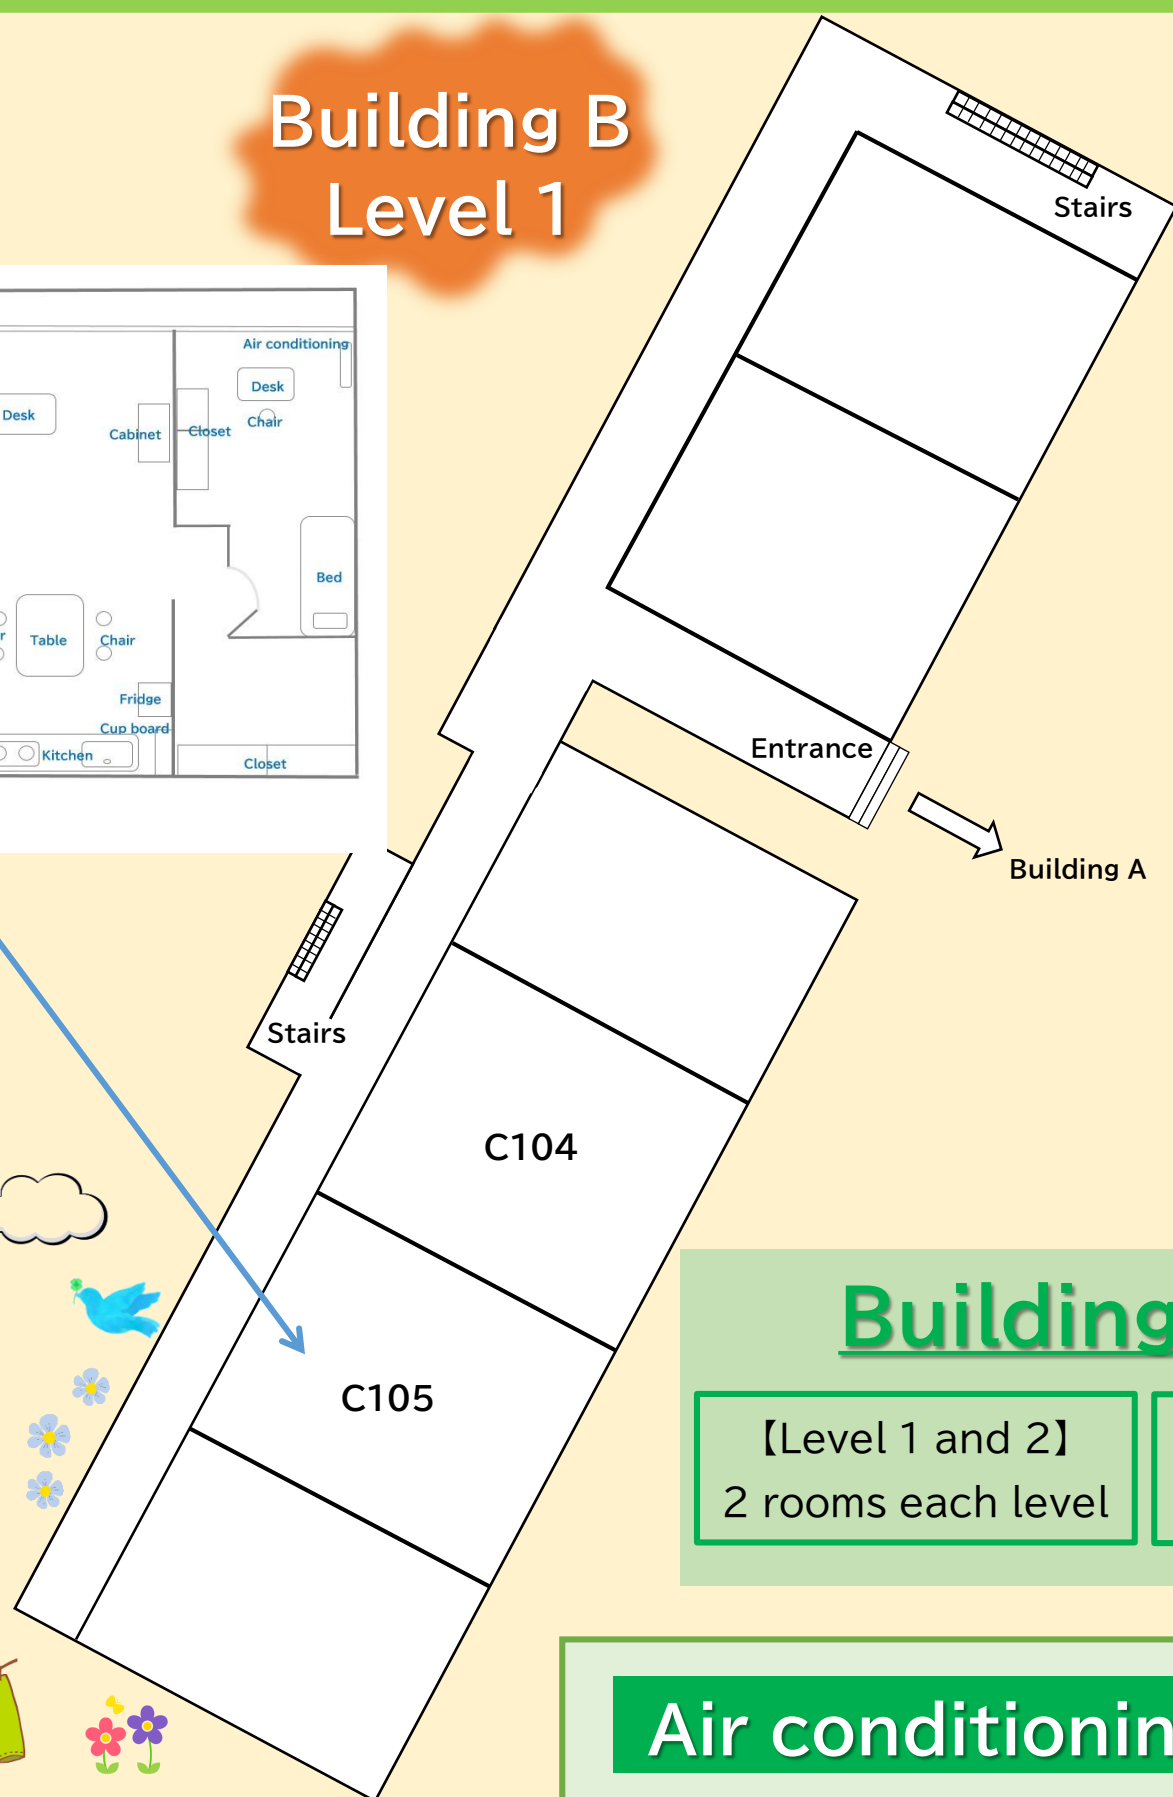 Building B
Level 1
Stairs
Air conditioning
Desk
Chair
Desk
Cabinet
Closet
Bed
r
Table
Chair
Fridge
Cup board
Kitchen
Closet
Entrance
Building A
Stairs
C104
C105
Building
【Level 1 and 2】
2 rooms each level
Air conditionin